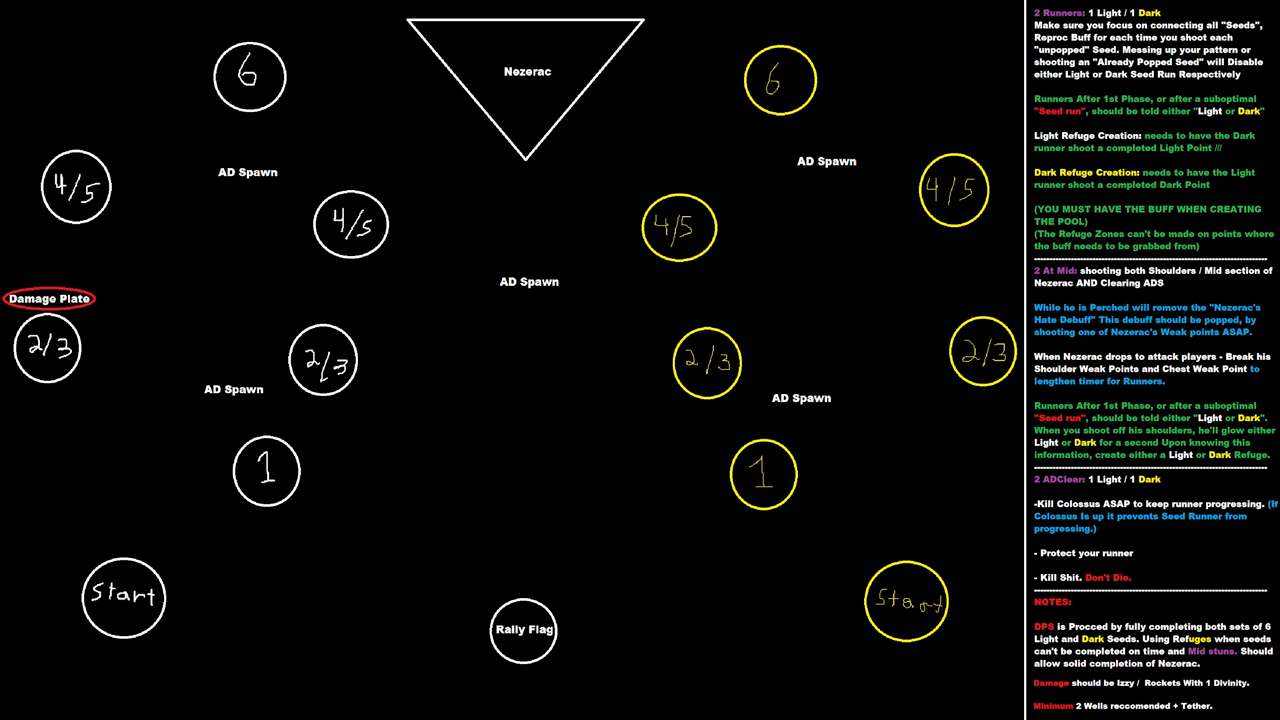 Nezerac
6
6
AD Spawn
AD Spawn
4/5
4/5
4/5
4/5
AD Spawn
Damage Plate
2/3
2/3
2/3
2/3
AD Spawn
AD Spawn
1
1
Start
Start
Rally Flag
2 Runners: 1 Light / 1 Dark
Make sure you focus on connecting all "Seeds",
Reproc Buff for each time you shoot each
"unpopped" Seed. Messing up your pattern or
shooting an "Already Popped Seed" will Disable
either Light or Dark Seed Run Respectively
Runners After 1st Phase, or after a suboptimal
"Seed run", should be told either "Light or Dark"
Light Refuge Creation: needs to have the Dark
runner shoot a completed Light Point ///
Dark Refuge Creation: needs to have the Light
runner shoot a completed Dark Point
(YOU MUST HAVE THE BUFF WHEN CREATING
THE POOL)
(The Refuge Zones can't be made on points where
the buff needs to be grabbed from)
2 At Mid: shooting both Shoulders / Mid section of
Nezerac AND Clearing ADS
While he is Perched will remove the "Nezerac's
Hate Debuff" This debuff should be popped, by
shooting one of Nezerac's Weak points ASAP.
When Nezerac drops to attack players - Break his
Shoulder Weak Points and Chest Weak Point to
lengthen timer for Runners.
Runners After 1st Phase, or after a suboptimal
"Seed run", should be told either "Light or Dark".
When you shoot off his shoulders, he'll glow either
Light or Dark for a second Upon knowing this
information, create either a Light or Dark Refuge.
2 ADClear: 1 Light / 1 Dark
-Kill Colossus ASAP to keep runner progressing. (If
Colossus Is up it prevents Seed Runner from
progressing.)
- Protect your runner
- Kill Shit. Don't Die.
NOTES:
DPS is Procced by fully completing both sets of 6
Light and Dark Seeds. Using Refuges when seeds
can't be completed on time and Mid stuns. Should
allow solid completion of Nezerac.
Damage should be Izzy / Rockets With 1 Divinity.
Minimum 2 Wells reccomended + Tether.